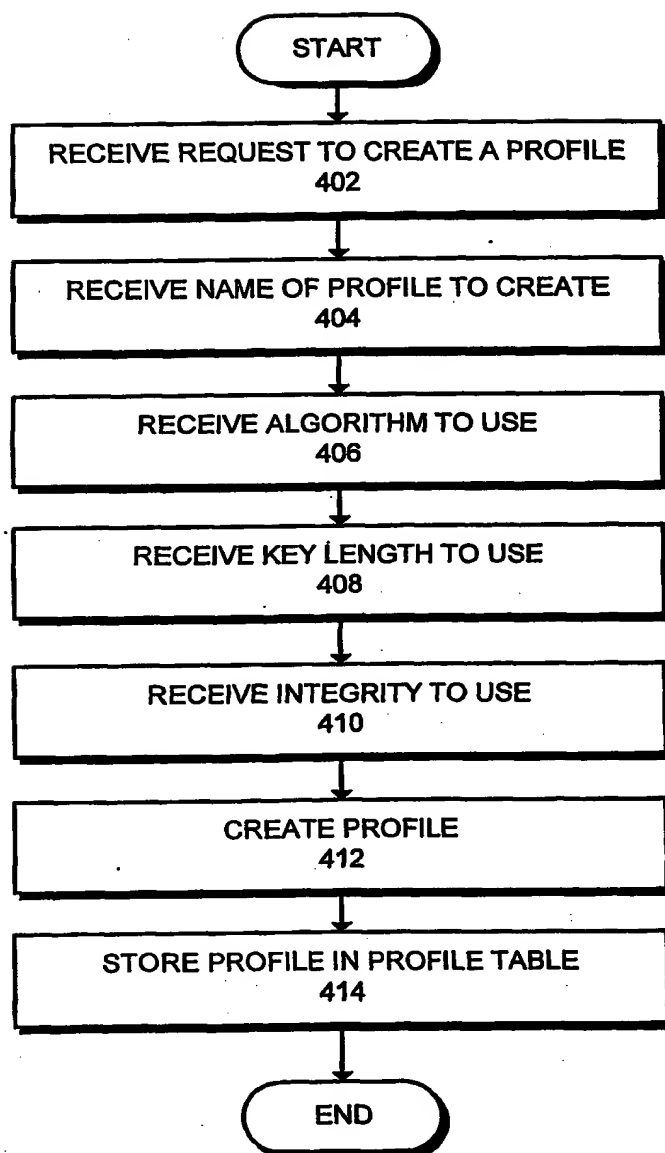 START
RECEIVE REQUEST TO CREATE A PROFILE
402
RECEIVE NAME OF PROFILE TO CREATE
404
RECEIVE ALGORITHM TO USE
406
RECEIVE KEY LENGTH TO USE
408
RECEIVE INTEGRITY TO USE
410
CREATE PROFILE
412
STORE PROFILE IN PROFILE TABLE
414
END